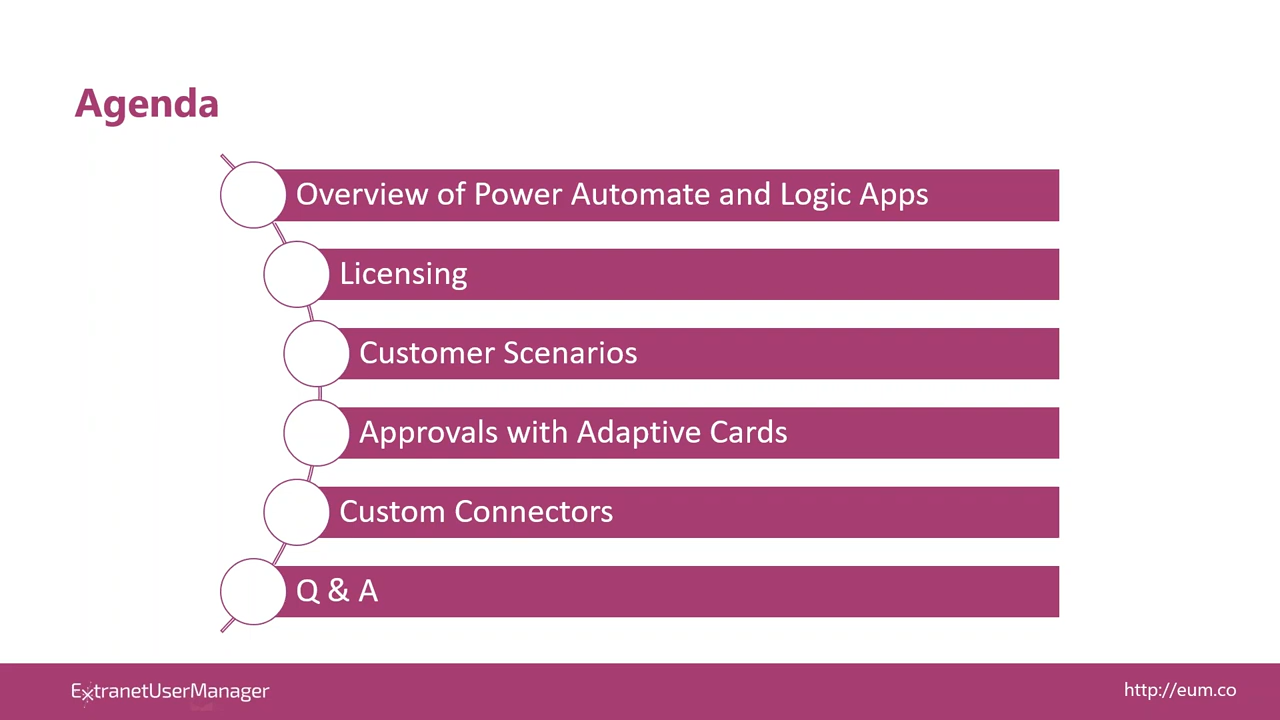 Agenda
Overview of Power Automate and Logic Apps
Licensing
Customer Scenarios
Approvals with Adaptive Cards
Custom Connectors
Q & A
ExtranetUserManager
http://eum.co